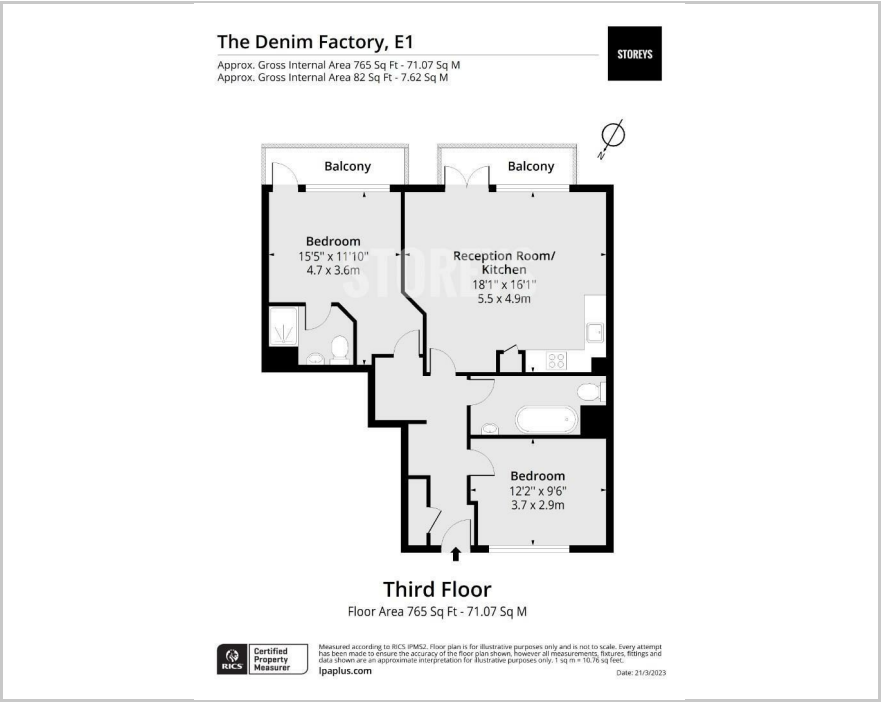 The Denim Factory, E1
Approx. Gross Internal Area 765 Sq Ft - 71.07 Sq M
Approx. Gross Internal Area 82 Sq Ft - 7.62 Sq M
STOREYS
N
Balcony
Balcony
Bedroom
15'5" x 11'10"
4.7 x 3.6m
STOREYS
Reception Room/
Kitchen
18'1" x 16'1"
5.5 x 4.9m
Bedroom
12'2" x 9'6"
3.7 x 2.9m
Third Floor
Floor Area 765 Sq Ft - 71.07 Sq M
RICS
Certified
Property
Measurer
Measured according to RICS IPMS2. Floor plan is for illustrative purposes only and is not to scale. Every attempt
has been made to ensure the accuracy of the floor plan shown, however all measurements, fixtures, fittings and
data shown are an approximate interpretation for illustrative purposes only. 1 sq m = 10.76 sq feet.
lpaplus.com
Date: 21/3/2023